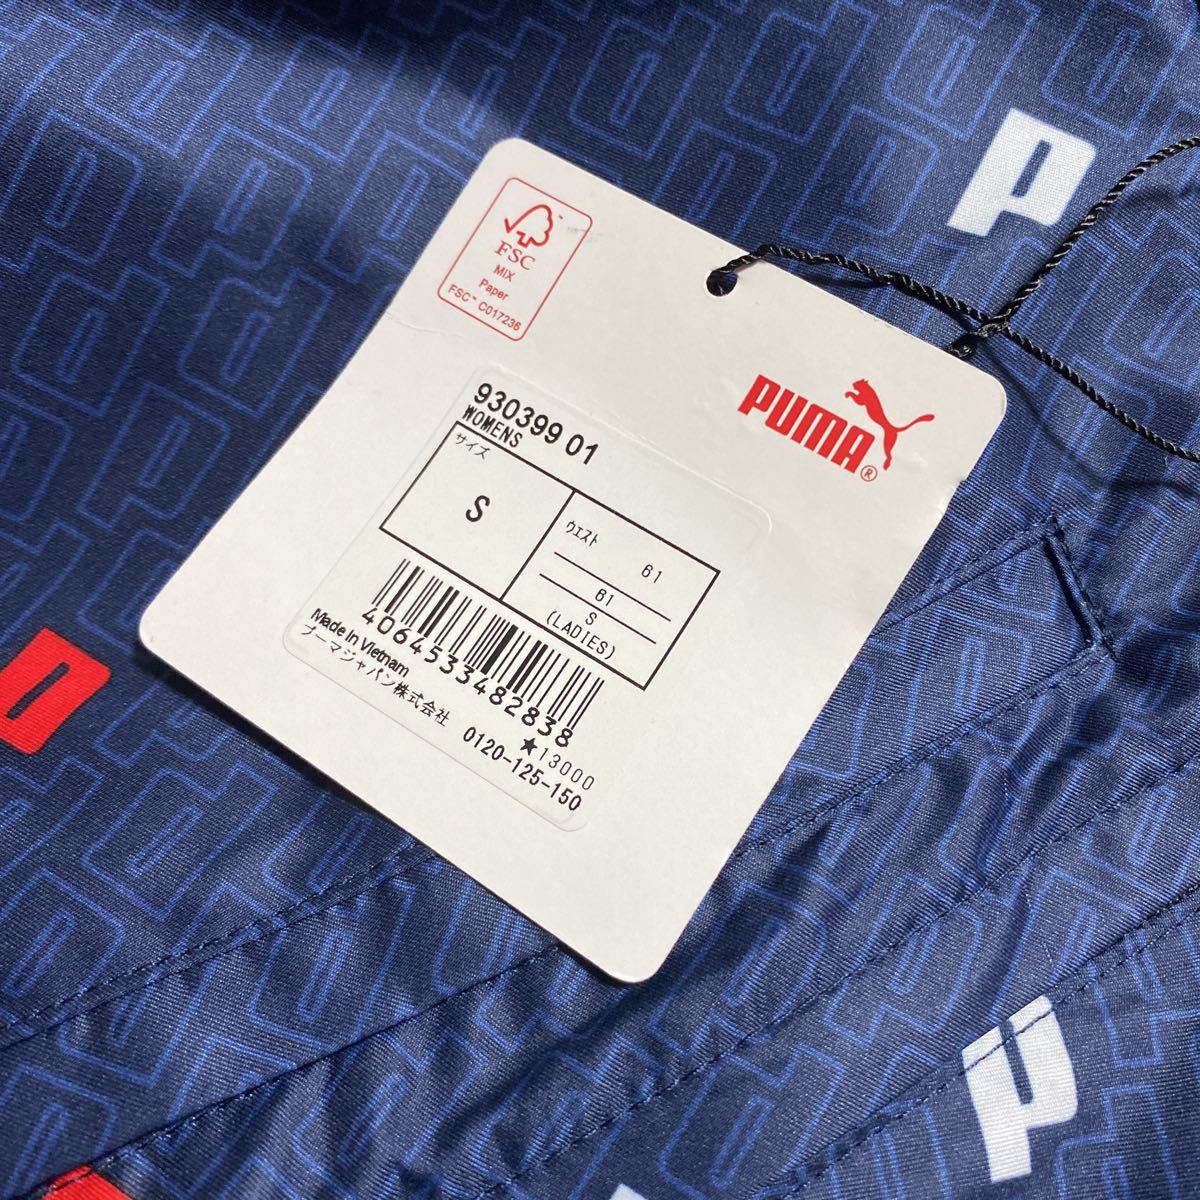 FSC
MIX
Paper
FSC™ C017236
PUMA®
930399 01
WOMENS
サイズ
S
ウエスト
61
61
S
(LADIES)
4064533482838
Made in Vietnam
★13000
プーマジャパン株式会社 0120-125-150
P
P